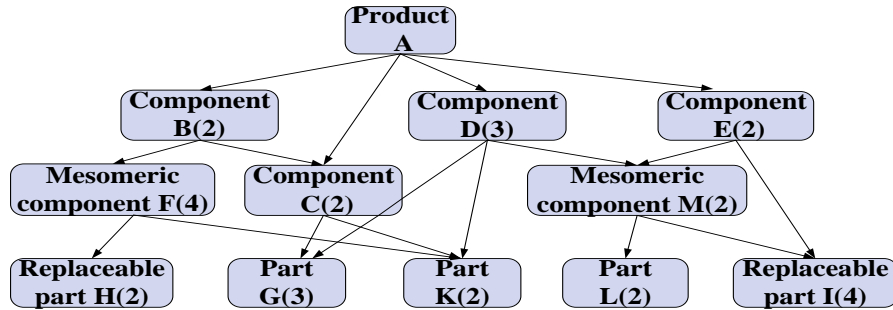 Product
A
Component
B(2)
Component
D(3)
Component
E(2)
Mesomeric
component F(4)
Component
C(2)
Mesomeric
component M(2)
Replaceable
part H(2)
Part
G(3)
Part
K(2)
Part
L(2)
Replaceable
part I(4)